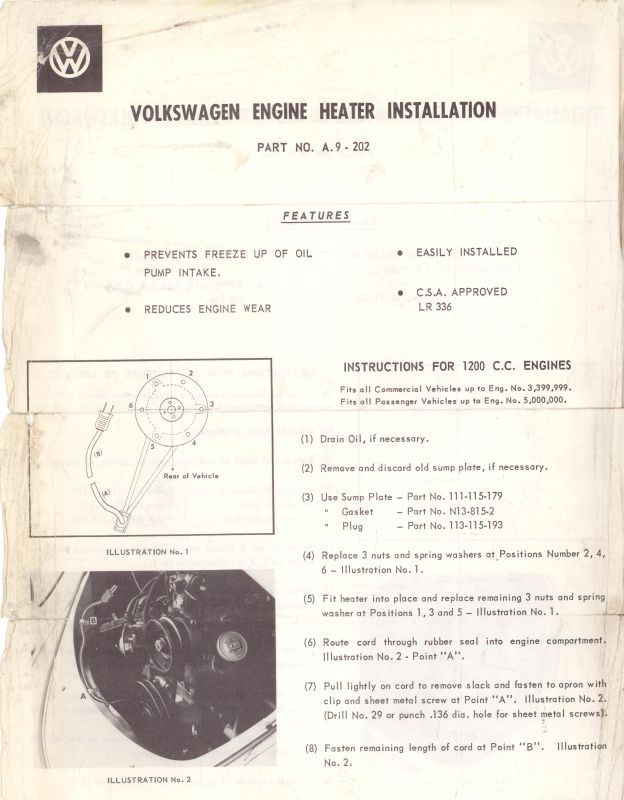 VOLKSWAGEN ENGINE HEATER INSTALLATION
PART NO. A.9 - 202
FEATURES
• PREVENTS FREEZE UP OF OIL
PUMP INTAKE.
• REDUCES ENGINE WEAR
• EASILY INSTALLED
• C.S.A. APPROVED
LR 336
1
2
3
4
5
6
(B)
(A)
Rear of Vehicle
ILLUSTRATION No. 1
B
A
ILLUSTRATION No. 2
INSTRUCTIONS FOR 1200 C.C. ENGINES
Fits all Commercial Vehicles up to Eng. No. 3,399,999.
Fits all Passenger Vehicles up to Eng. No. 5,000,000.
(1) Drain Oil, if necessary.
(2) Remove and discard old sump plate, if necessary.
(3) Use Sump Plate – Part No. 111-115-179
" Gasket – Part No. N13-815-2
" Plug – Part No. 113-115-193
(4) Replace 3 nuts and spring washers at Positions Number 2, 4,
6 – Illustration No. 1.
(5) Fit heater into place and replace remaining 3 nuts and spring
washer at Positions 1, 3 and 5 – Illustration No. 1.
(6) Route cord through rubber seal into engine compartment.
Illustration No. 2 - Point "A".
(7) Pull lightly on cord to remove slack and fasten to apron with
clip and sheet metal screw at Point "A". Illustration No. 2.
(Drill No. 29 or punch .136 dia. hole for sheet metal screws).
(8) Fasten remaining length of cord at Point "B". Illustration
No. 2.